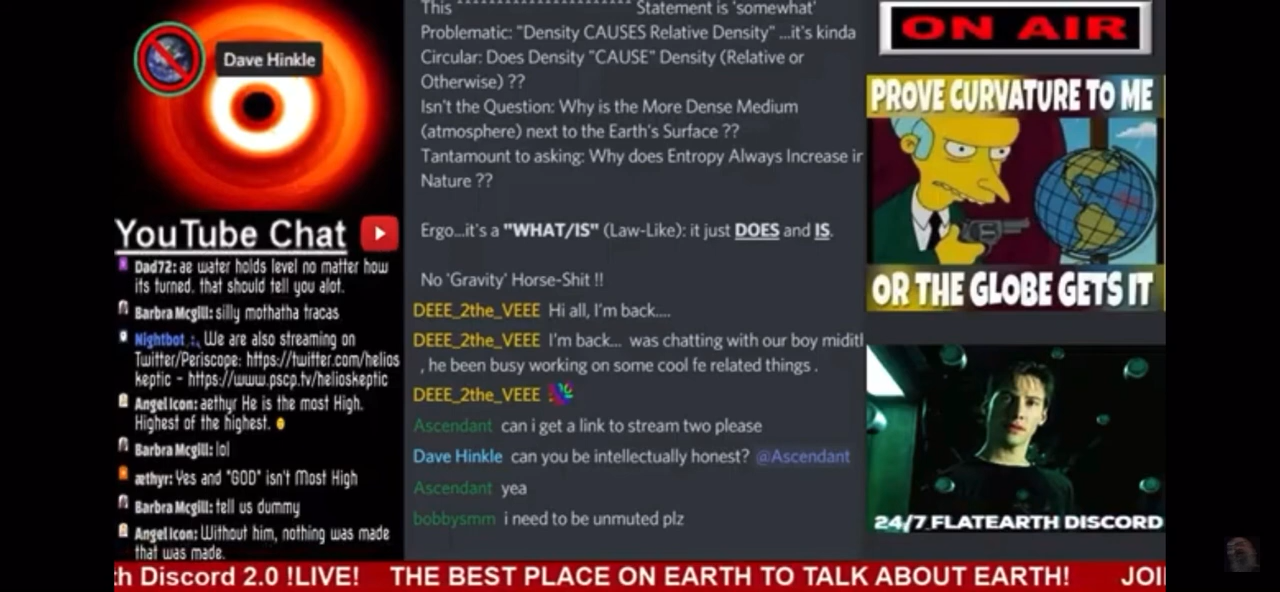 Dave Hinkle
YouTube Chat
Dad72: ae water holds level no matter how
its turned. that should tell you alot.
Barbra Mcgill: silly mothatha tracas
Nightbot: We are also streaming on
Twitter/Periscope: https://twitter.com/helios
keptic - https://www.pscp.tv/helioskeptic
Angel Icon: aethyr He is the most High.
Highest of the highest.
Barbra Mcgill: lol
æthyr: Yes and "GOD" isn't Most High
Barbra Mcgill: tell us dummy
Angel Icon: Without him, nothing was made
that was made.
This ^^^^^^^^^^^^^^^^^^^^^^^ Statement is 'somewhat'
Problematic: "Density CAUSES Relative Density" ...it's kinda
Circular: Does Density "CAUSE" Density (Relative or
Otherwise) ??
Isn't the Question: Why is the More Dense Medium
(atmosphere) next to the Earth's Surface ??
Tantamount to asking: Why does Entropy Always Increase in
Nature ??
Ergo...it's a "WHAT/IS" (Law-Like): it just DOES and IS.
No 'Gravity' Horse-Shit !!
DEEE_2the_VEEE Hi all, I'm back....
DEEE_2the_VEEE I'm back... was chatting with our boy miditl
, he been busy working on some cool fe related things .
DEEE_2the_VEEE
Ascendant can i get a link to stream two please
Dave Hinkle can you be intellectually honest? @Ascendant
Ascendant yea
bobbysmm i need to be unmuted plz
ON AIR
PROVE CURVATURE TO ME
OR THE GLOBE GETS IT
24/7 FLATEARTH DISCORD
th Discord 2.0 !LIVE! THE BEST PLACE ON EARTH TO TALK ABOUT EARTH! JOI